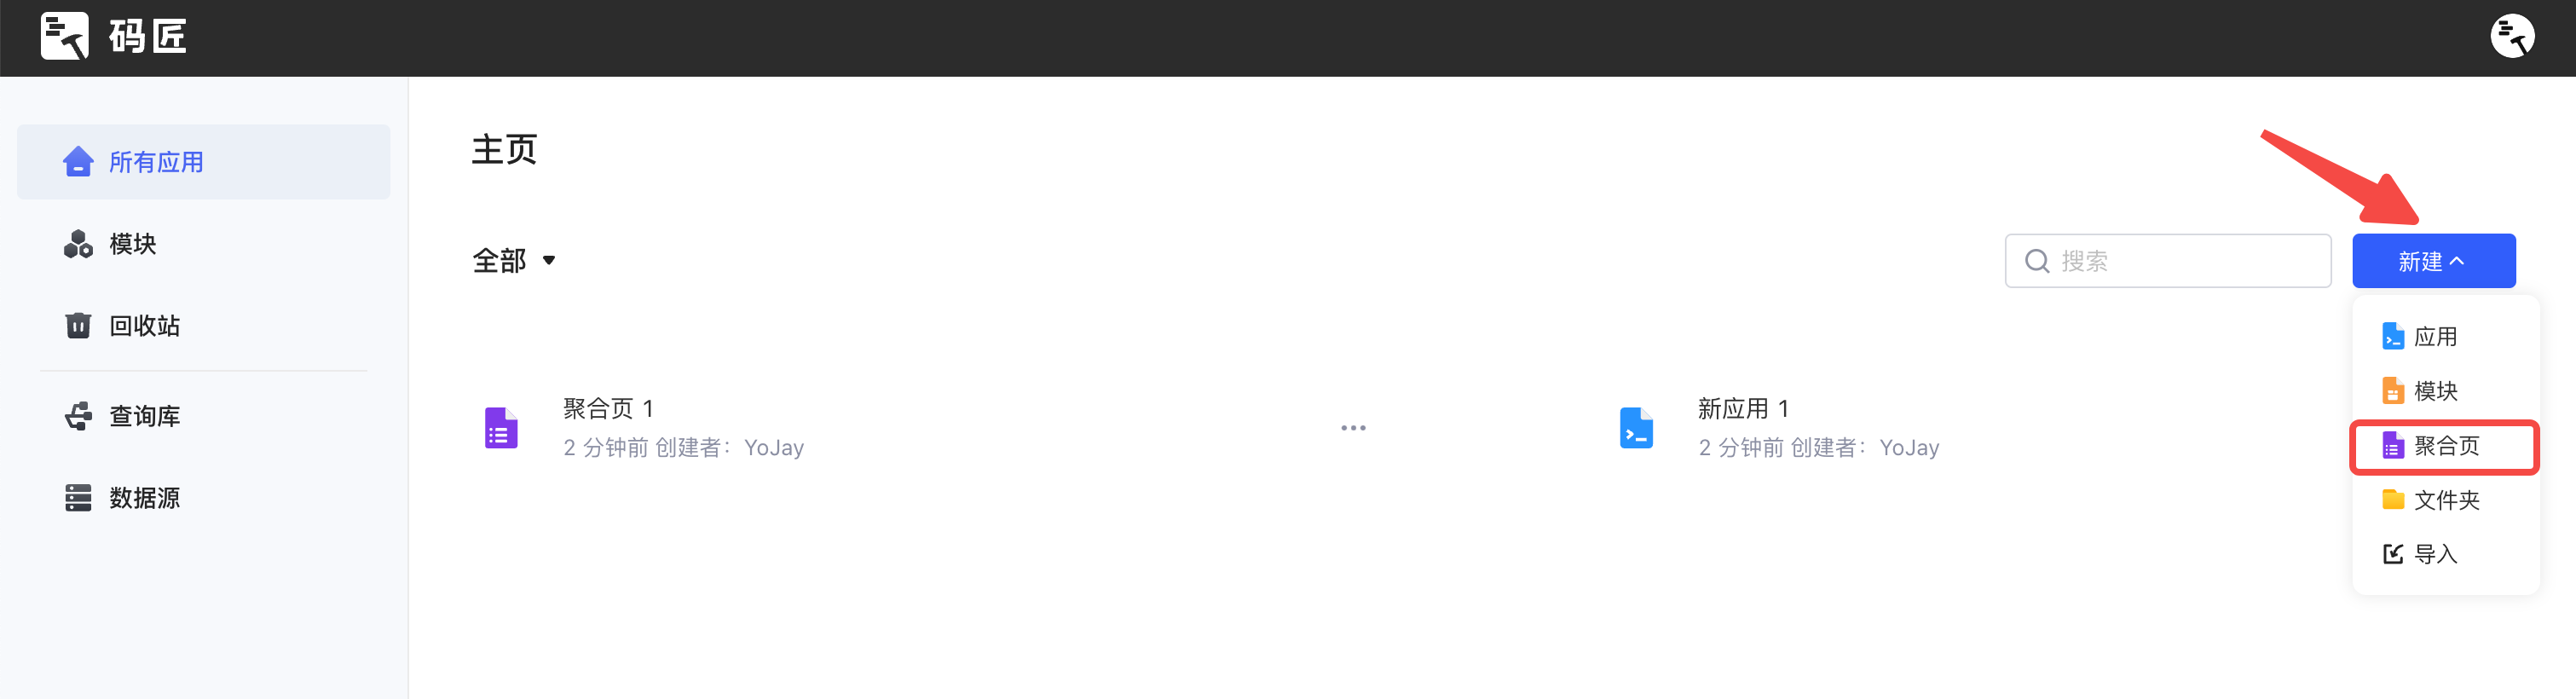 码匠
所有应用
模块
回收站
查询库
数据源
主页
全部
搜索
新建
聚合页 1
2 分钟前 创建者：YoJay
新应用 1
2 分钟前 创建者：YoJay
应用
模块
聚合页
文件夹
导入